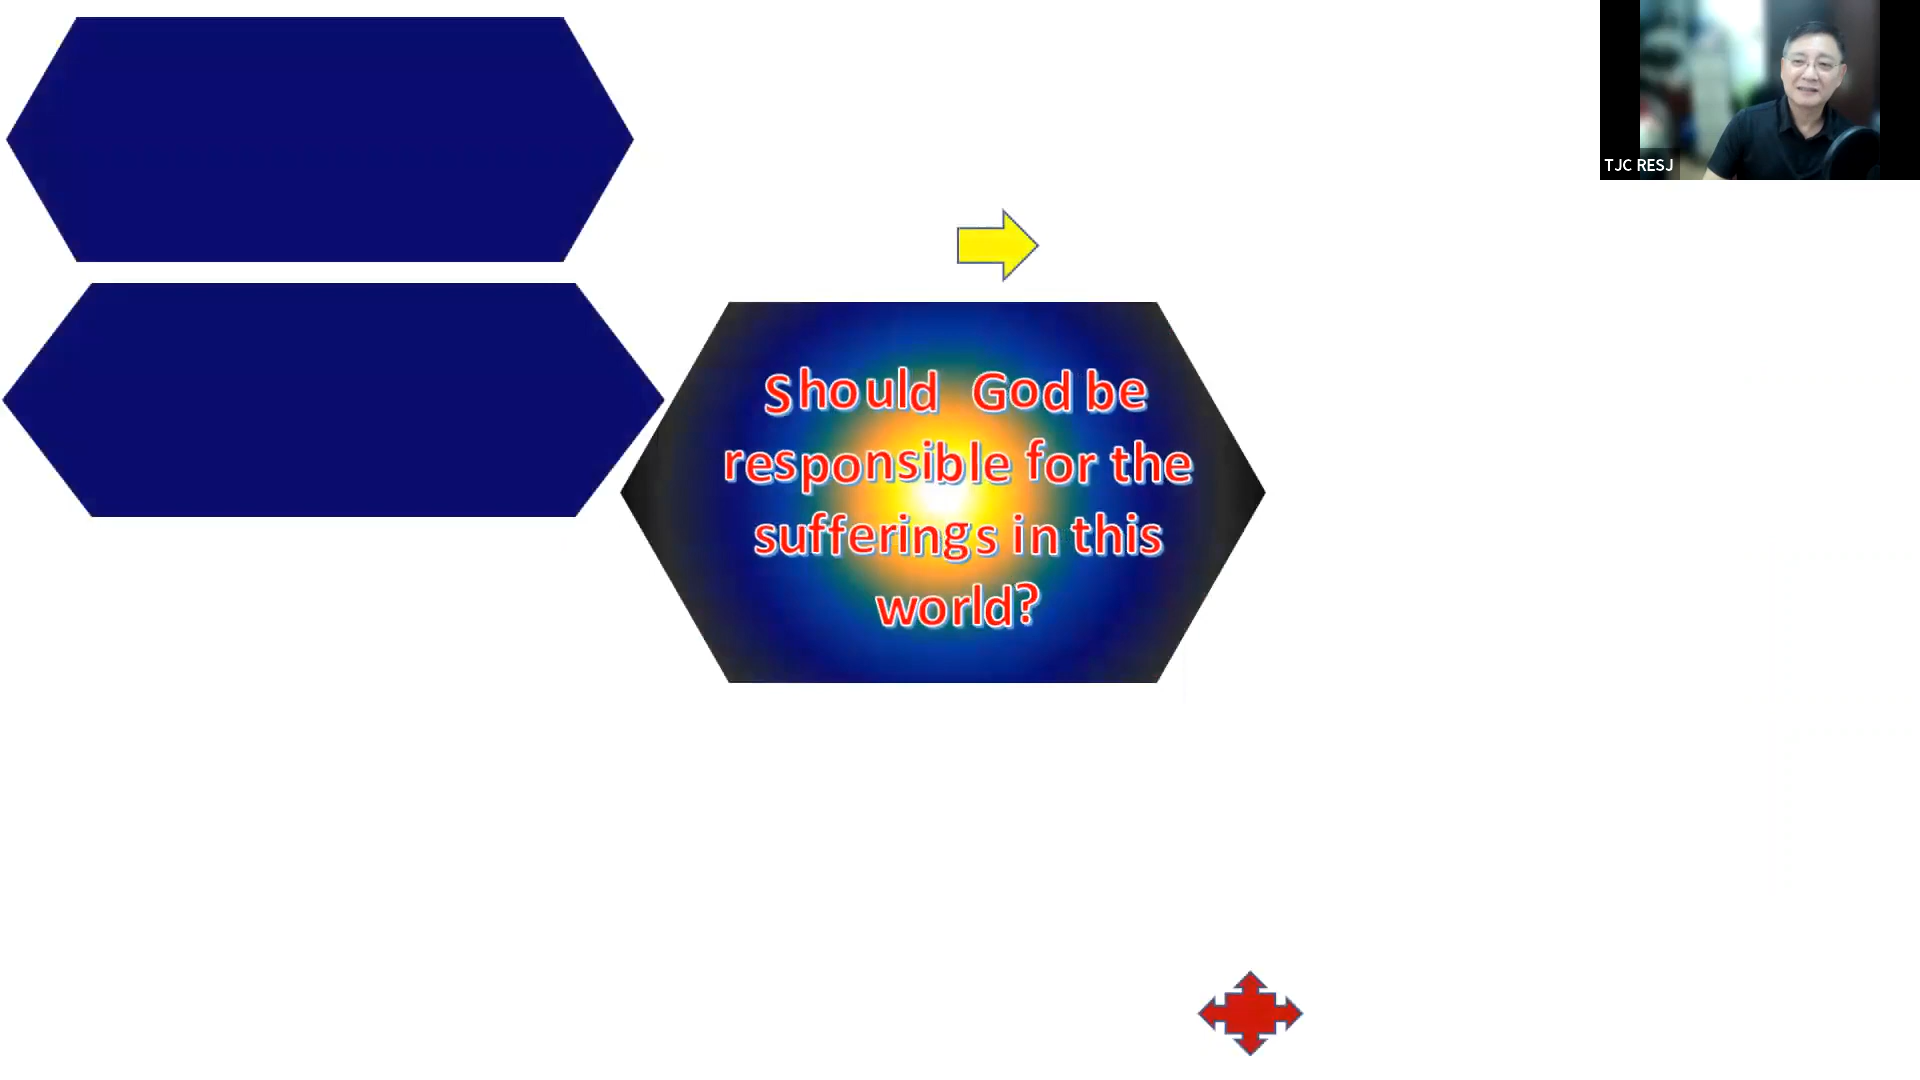 TJC RESJ
Should God be
responsible for the
sufferings in this
world?